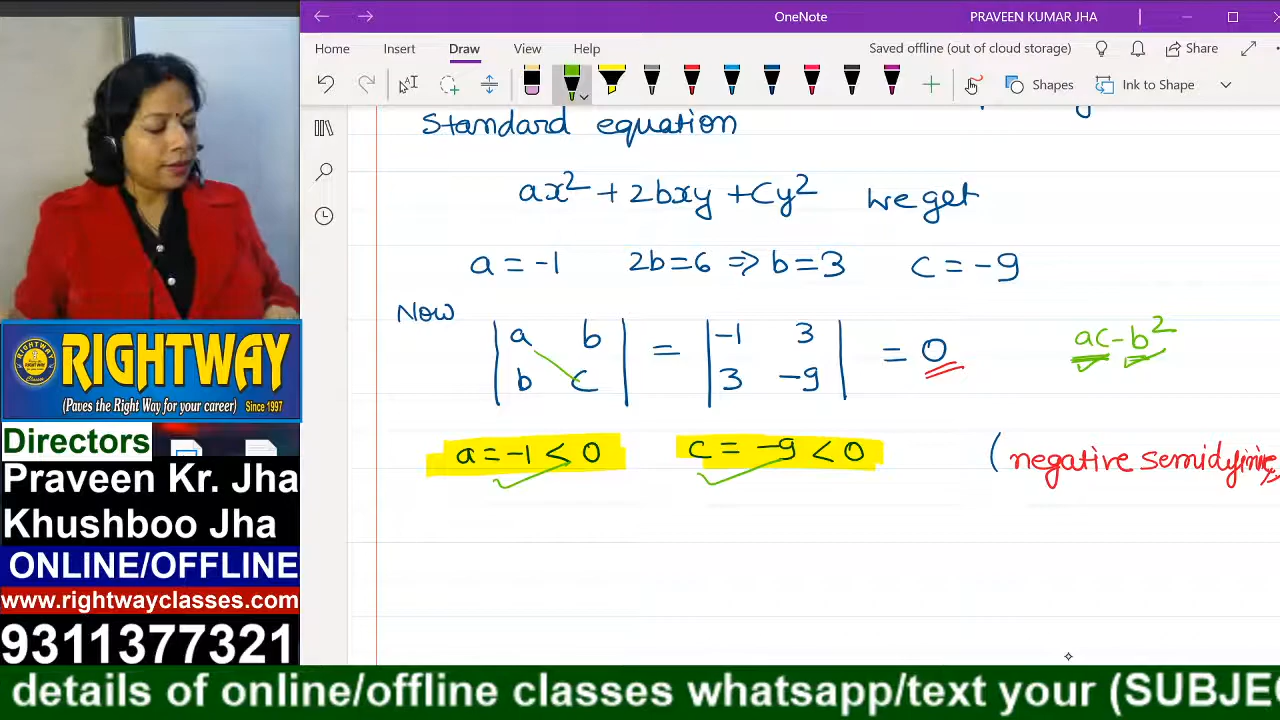 OneNote
PRAVEEN KUMAR JHA
Home Insert Draw View Help
Saved offline (out of cloud storage)
Share
Shapes
Ink to Shape
Standard equation
ax² + 2bxy + Cy² we get
a = -1 2b = 6 ⇒ b = 3 c = -9
Now
| a b | = | -1 3 | = 0
| b c | | 3 -9 |
ac - b²
a = -1 < 0 c = -9 < 0
(negative
RIGHTWAY
(Paves the Right Way for your career) Since 1997
Directors
Praveen Kr. Jha
Khushboo Jha
ONLINE/OFFLINE
www.rightwayclasses.com
9311377321
details of online/offline classes whatsapp/text your (SUBJE